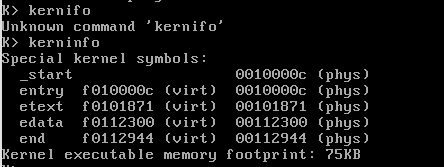 K> kernifo
Unknown command 'kernifo'
K> kerninfo
Special kernel symbols:
  _start                  0010000c (phys)
  entry  f010000c (virt)  0010000c (phys)
  etext  f0101871 (virt)  00101871 (phys)
  edata  f0112300 (virt)  00112300 (phys)
  end    f0112944 (virt)  00112944 (phys)
Kernel executable memory footprint: 75KB